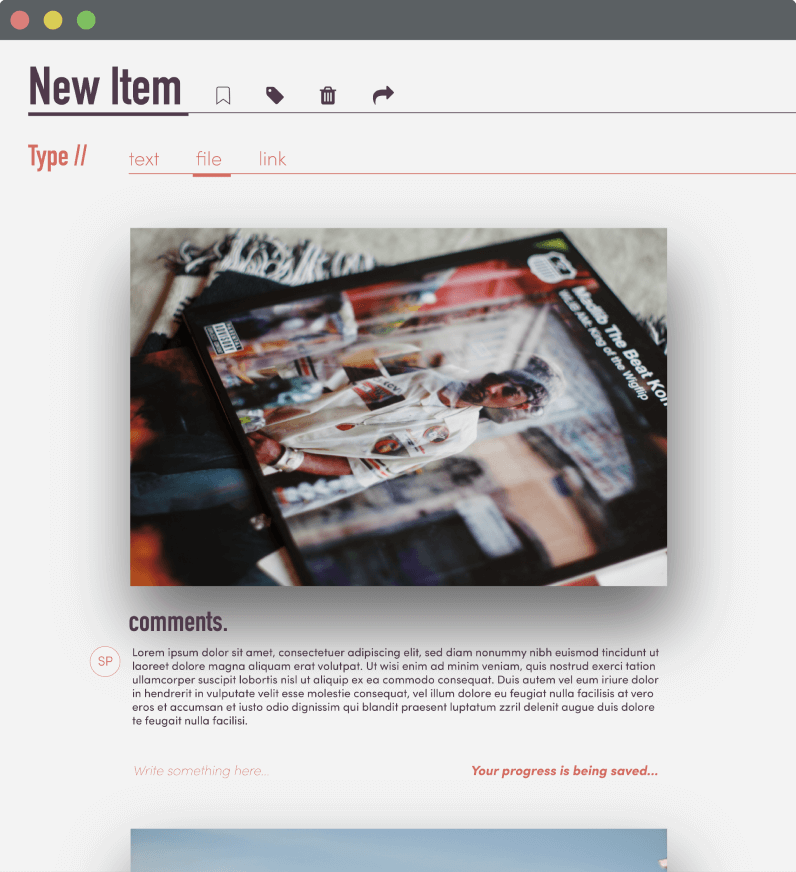 New Item
Type //
text file link
Madlib The Beat Kon
WLIB AM: King of the Wigflip
comments.
SP
Lorem ipsum dolor sit amet, consectetuer adipiscing elit, sed diam nonummy nibh euismod tincidunt ut
laoreet dolore magna aliquam erat volutpat. Ut wisi enim ad minim veniam, quis nostrud exerci tation
ullamcorper suscipit lobortis nisl ut aliquip ex ea commodo consequat. Duis autem vel eum iriure dolor
in hendrerit in vulputate velit esse molestie consequat, vel illum dolore eu feugiat nulla facilisis at vero
eros et accumsan et iusto odio dignissim qui blandit praesent luptatum zzril delenit augue duis dolore
te feugait nulla facilisi.
Write something here...
Your progress is being saved...